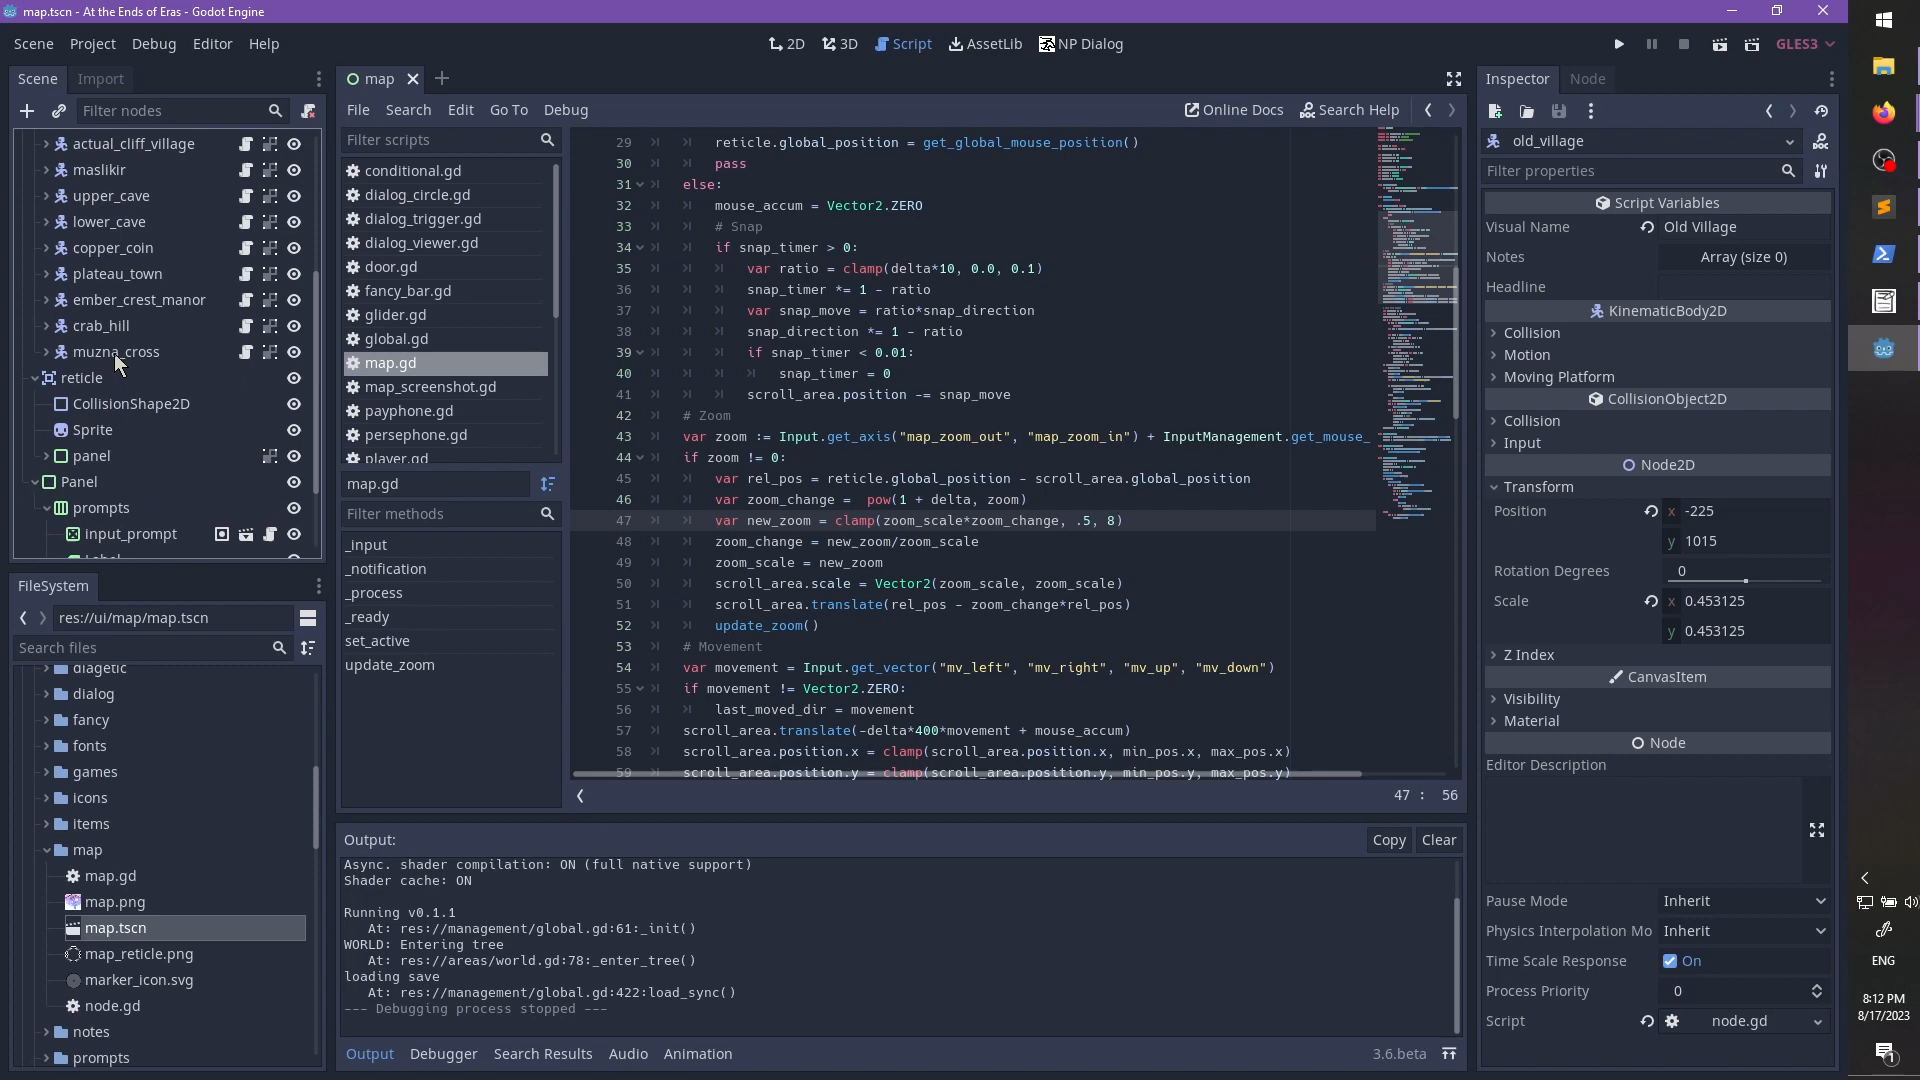 map.tscn - At the Ends of Eras - Godot Engine
Scene Project Debug Editor Help
2D 3D Script AssetLib NP Dialog
GLES3
Scene Import
Filter nodes
actual_cliff_village
maslikir
upper_cave
lower_cave
copper_coin
plateau_town
ember_crest_manor
crab_hill
muzna_cross
reticle
CollisionShape2D
Sprite
panel
Panel
prompts
input_prompt
FileSystem
res://ui/map/map.tscn
Search files
diagetic
dialog
fancy
fonts
games
icons
items
map
map.gd
map.png
map.tscn
map_reticle.png
marker_icon.svg
node.gd
notes
prompts
map
File Search Edit Go To Debug
Online Docs Search Help
Filter scripts
conditional.gd
dialog_circle.gd
dialog_trigger.gd
dialog_viewer.gd
door.gd
fancy_bar.gd
glider.gd
global.gd
map.gd
map_screenshot.gd
payphone.gd
persephone.gd
player.gd
map.gd
Filter methods
_input
_notification
_process
_ready
set_active
update_zoom
29 reticle.global_position = get_global_mouse_position()
30 pass
31 else:
32 mouse_accum = Vector2.ZERO
33 # Snap
34 if snap_timer > 0:
35 var ratio = clamp(delta*10, 0.0, 0.1)
36 snap_timer *= 1 - ratio
37 var snap_move = ratio*snap_direction
38 snap_direction *= 1 - ratio
39 if snap_timer < 0.01:
40 snap_timer = 0
41 scroll_area.position -= snap_move
42 # Zoom
43 var zoom := Input.get_axis("map_zoom_out", "map_zoom_in") + InputManagement.get_mouse_
44 if zoom != 0:
45 var rel_pos = reticle.global_position - scroll_area.global_position
46 var zoom_change =  pow(1 + delta, zoom)
47 var new_zoom = clamp(zoom_scale*zoom_change, .5, 8)
48 zoom_change = new_zoom/zoom_scale
49 zoom_scale = new_zoom
50 scroll_area.scale = Vector2(zoom_scale, zoom_scale)
51 scroll_area.translate(rel_pos - zoom_change*rel_pos)
52 update_zoom()
53 # Movement
54 var movement = Input.get_vector("mv_left", "mv_right", "mv_up", "mv_down")
55 if movement != Vector2.ZERO:
56 last_moved_dir = movement
57 scroll_area.translate(-delta*400*movement + mouse_accum)
58 scroll_area.position.x = clamp(scroll_area.position.x, min_pos.x, max_pos.x)
59 scroll_area.position.y = clamp(scroll_area.position.y, min_pos.y, max_pos.y)
47 : 56
Output:
Copy Clear
Async. shader compilation: ON (full native support)
Shader cache: ON
Running v0.1.1
At: res://management/global.gd:61:_init()
WORLD: Entering tree
At: res://areas/world.gd:78:_enter_tree()
loading save
At: res://management/global.gd:422:load_sync()
--- Debugging process stopped ---
Output Debugger Search Results Audio Animation
3.6.beta
Inspector Node
old_village
Filter properties
Script Variables
Visual Name Old Village
Notes Array (size 0)
Headline
KinematicBody2D
Collision
Motion
Moving Platform
CollisionObject2D
Collision
Input
Node2D
Transform
Position x -225
y 1015
Rotation Degrees 0
Scale x 0.453125
y 0.453125
Z Index
CanvasItem
Visibility
Material
Node
Editor Description
Pause Mode Inherit
Physics Interpolation Mo Inherit
Time Scale Response On
Process Priority 0
Script node.gd
ENG
8:12 PM
8/17/2023
1